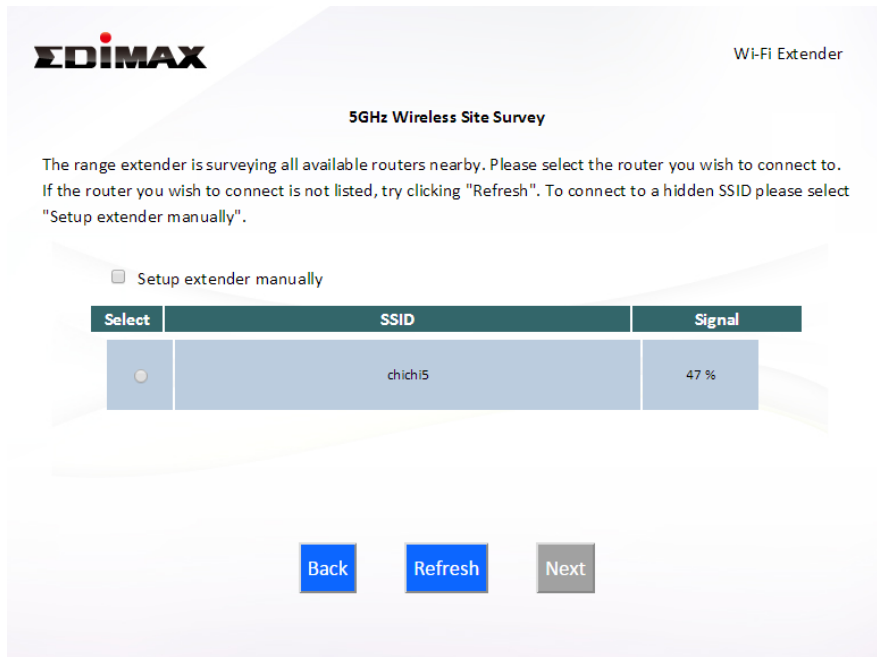 EDIMAX
Wi-Fi Extender
5GHz Wireless Site Survey
The range extender is surveying all available routers nearby. Please select the router you wish to connect to.
If the router you wish to connect is not listed, try clicking "Refresh". To connect to a hidden SSID please select
"Setup extender manually".
Setup extender manually
Select SSID Signal
chichi5 47 %
Back Refresh Next